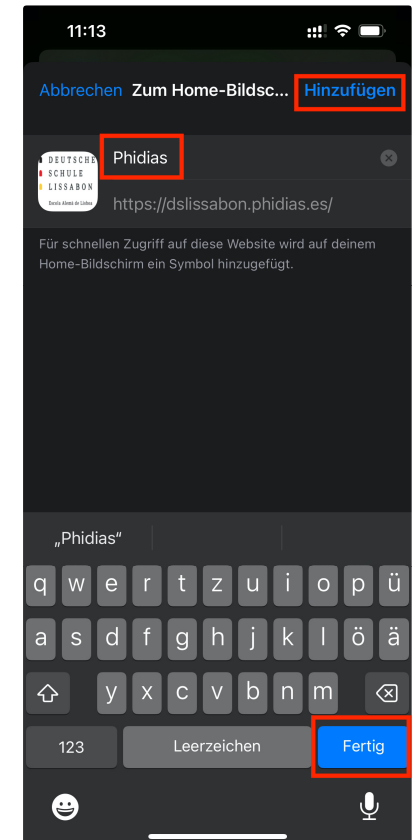 11:13
Abbrechen Zum Home-Bildsc... Hinzufügen
DEUTSCHE
SCHULE
LISSABON
Escola Alemã de Lisboa
Phidias
https://dslissabon.phidias.es/
Für schnellen Zugriff auf diese Website wird auf deinem
Home-Bildschirm ein Symbol hinzugefügt.
„Phidias“
q w e r t z u i o p ü
a s d f g h j k l ö ä
y x c v b n m
123 Leerzeichen Fertig